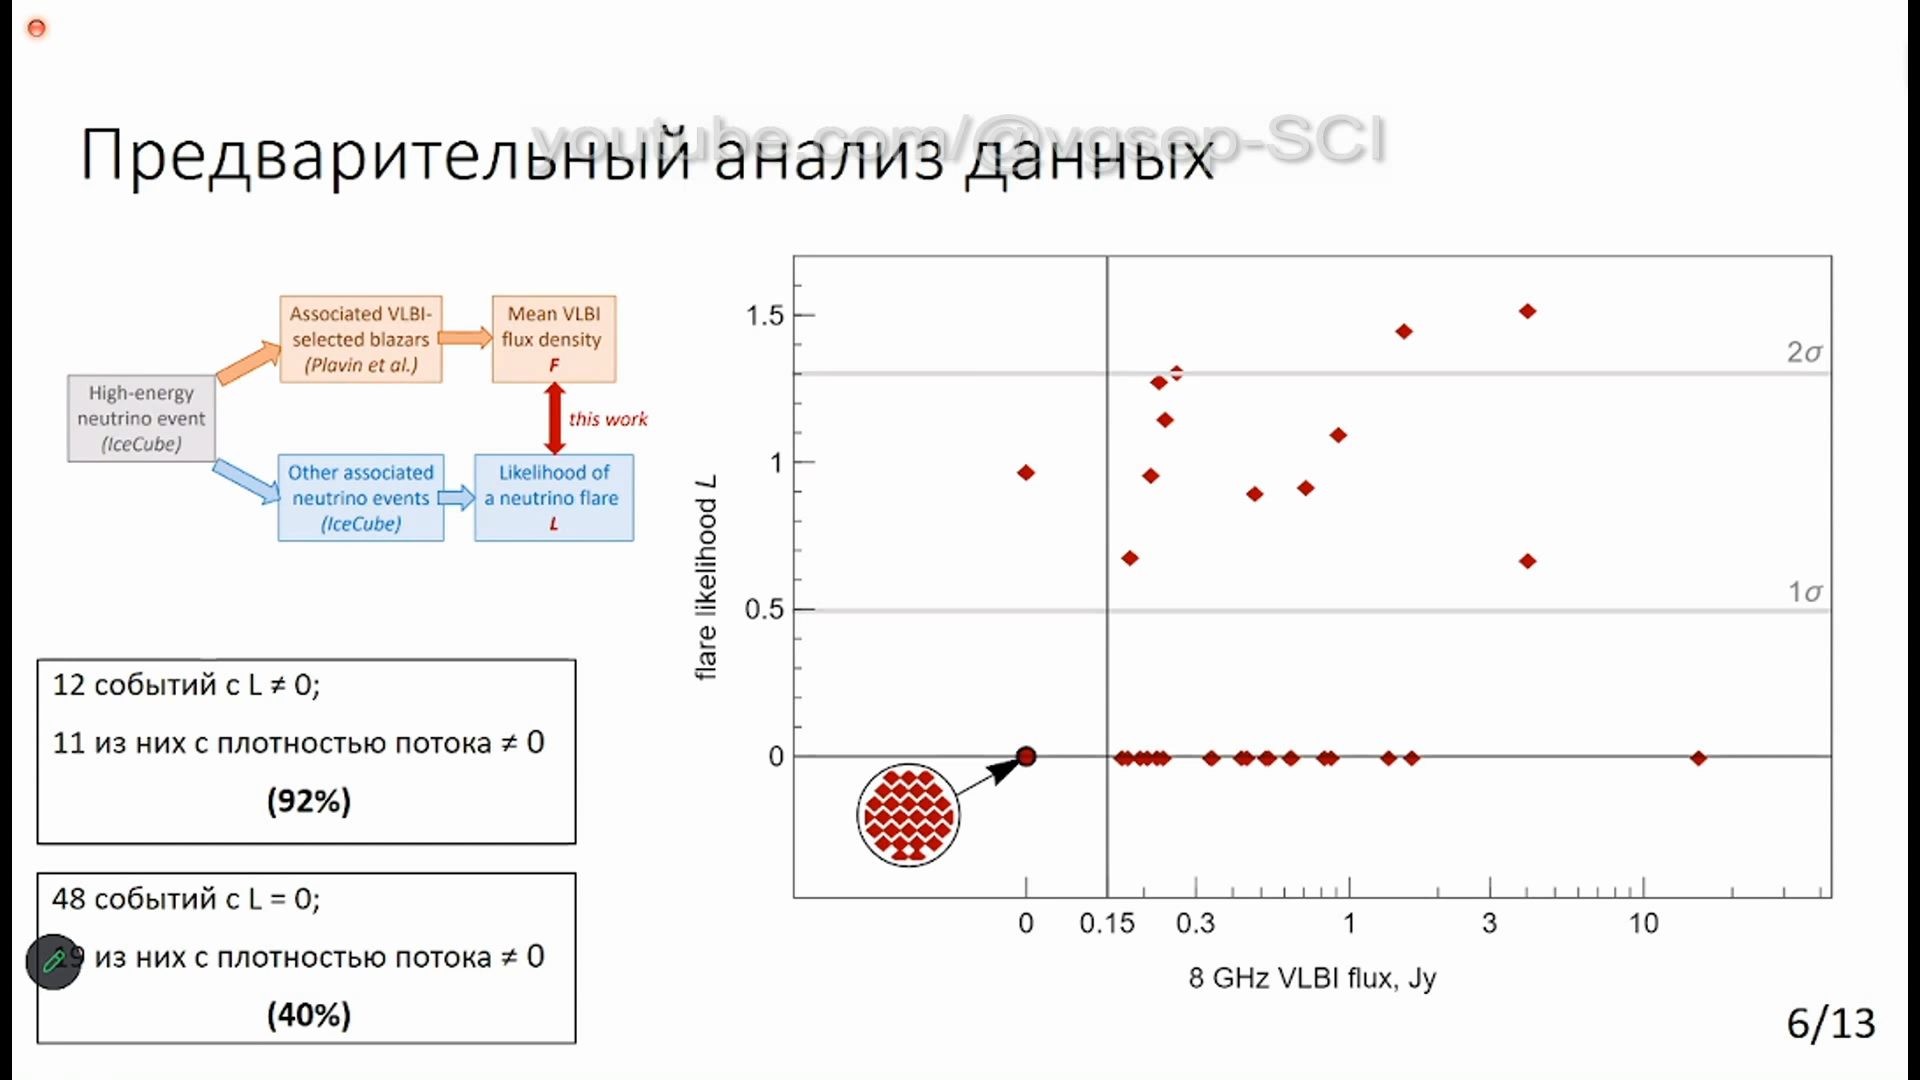 youtube.com/@vgsep-SCI
Предварительный анализ данных
High-energy
neutrino event
(IceCube)
Associated VLBI-
selected blazars
(Plavin et al.)
Mean VLBI
flux density
F
this work
Other associated
neutrino events
(IceCube)
Likelihood of
a neutrino flare
L
12 событий с L ≠ 0;
11 из них с плотностью потока ≠ 0
(92%)
48 событий с L = 0;
19 из них с плотностью потока ≠ 0
(40%)
flare likelihood L
1.5
1
0.5
0
2σ
1σ
0 0.15 0.3 1 3 10
8 GHz VLBI flux, Jy
6/13